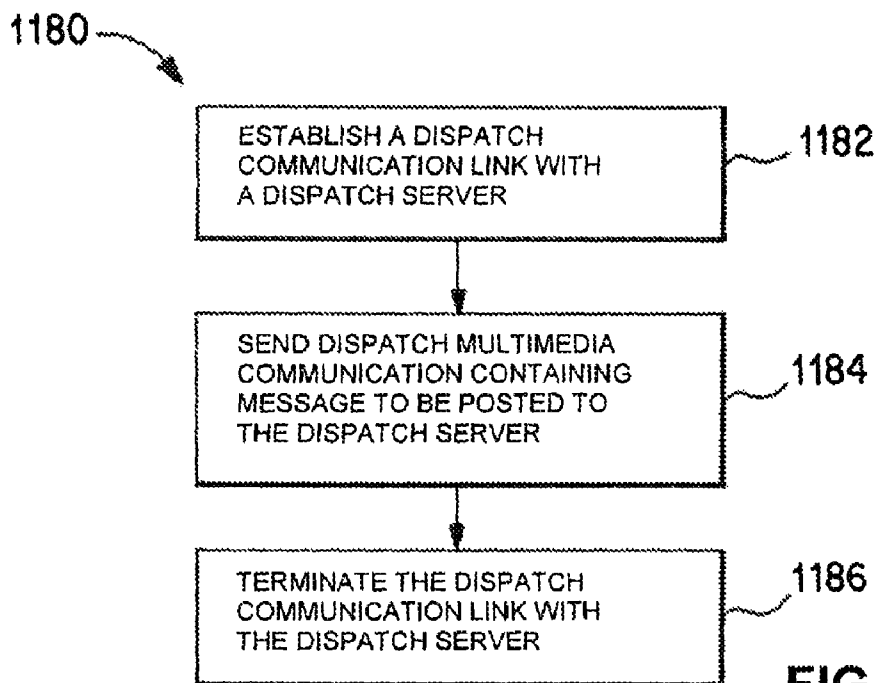 1180
ESTABLISH A DISPATCH
COMMUNICATION LINK WITH
A DISPATCH SERVER
1182
SEND DISPATCH MULTIMEDIA
COMMUNICATION CONTAINING
MESSAGE TO BE POSTED TO
THE DISPATCH SERVER
1184
TERMINATE THE DISPATCH
COMMUNICATION LINK WITH
THE DISPATCH SERVER
1186
FIG